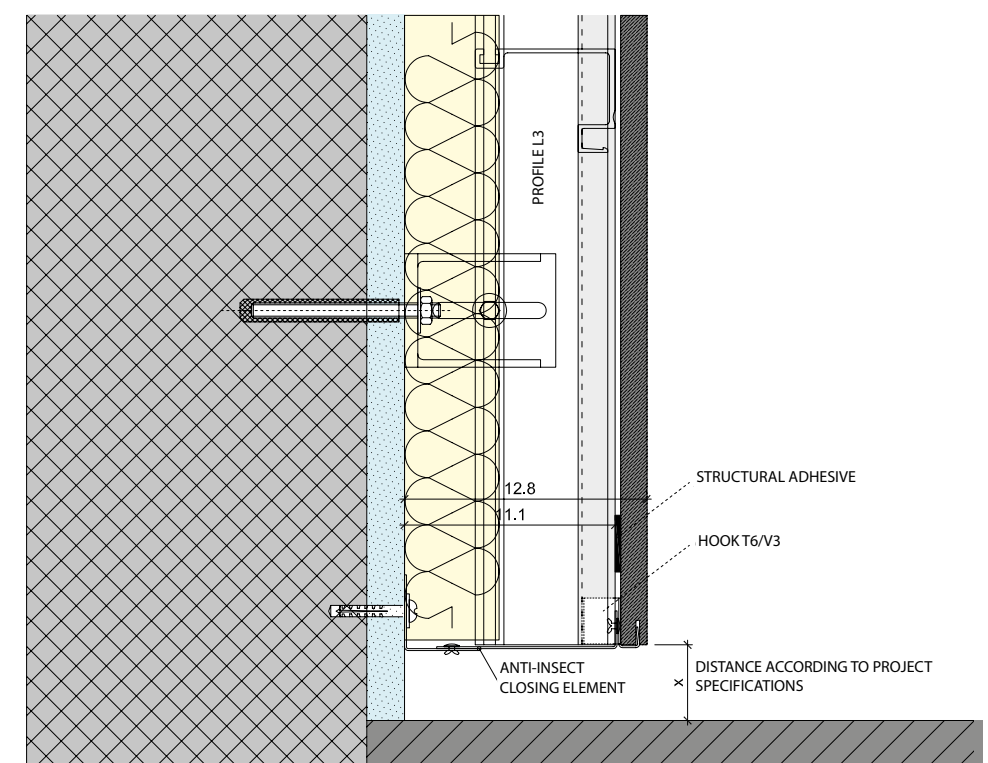 PROFILE L3
STRUCTURAL ADHESIVE
12.8
11.1
HOOK T6/V3
ANTI-INSECT
CLOSING ELEMENT
X
DISTANCE ACCORDING TO PROJECT
SPECIFICATIONS